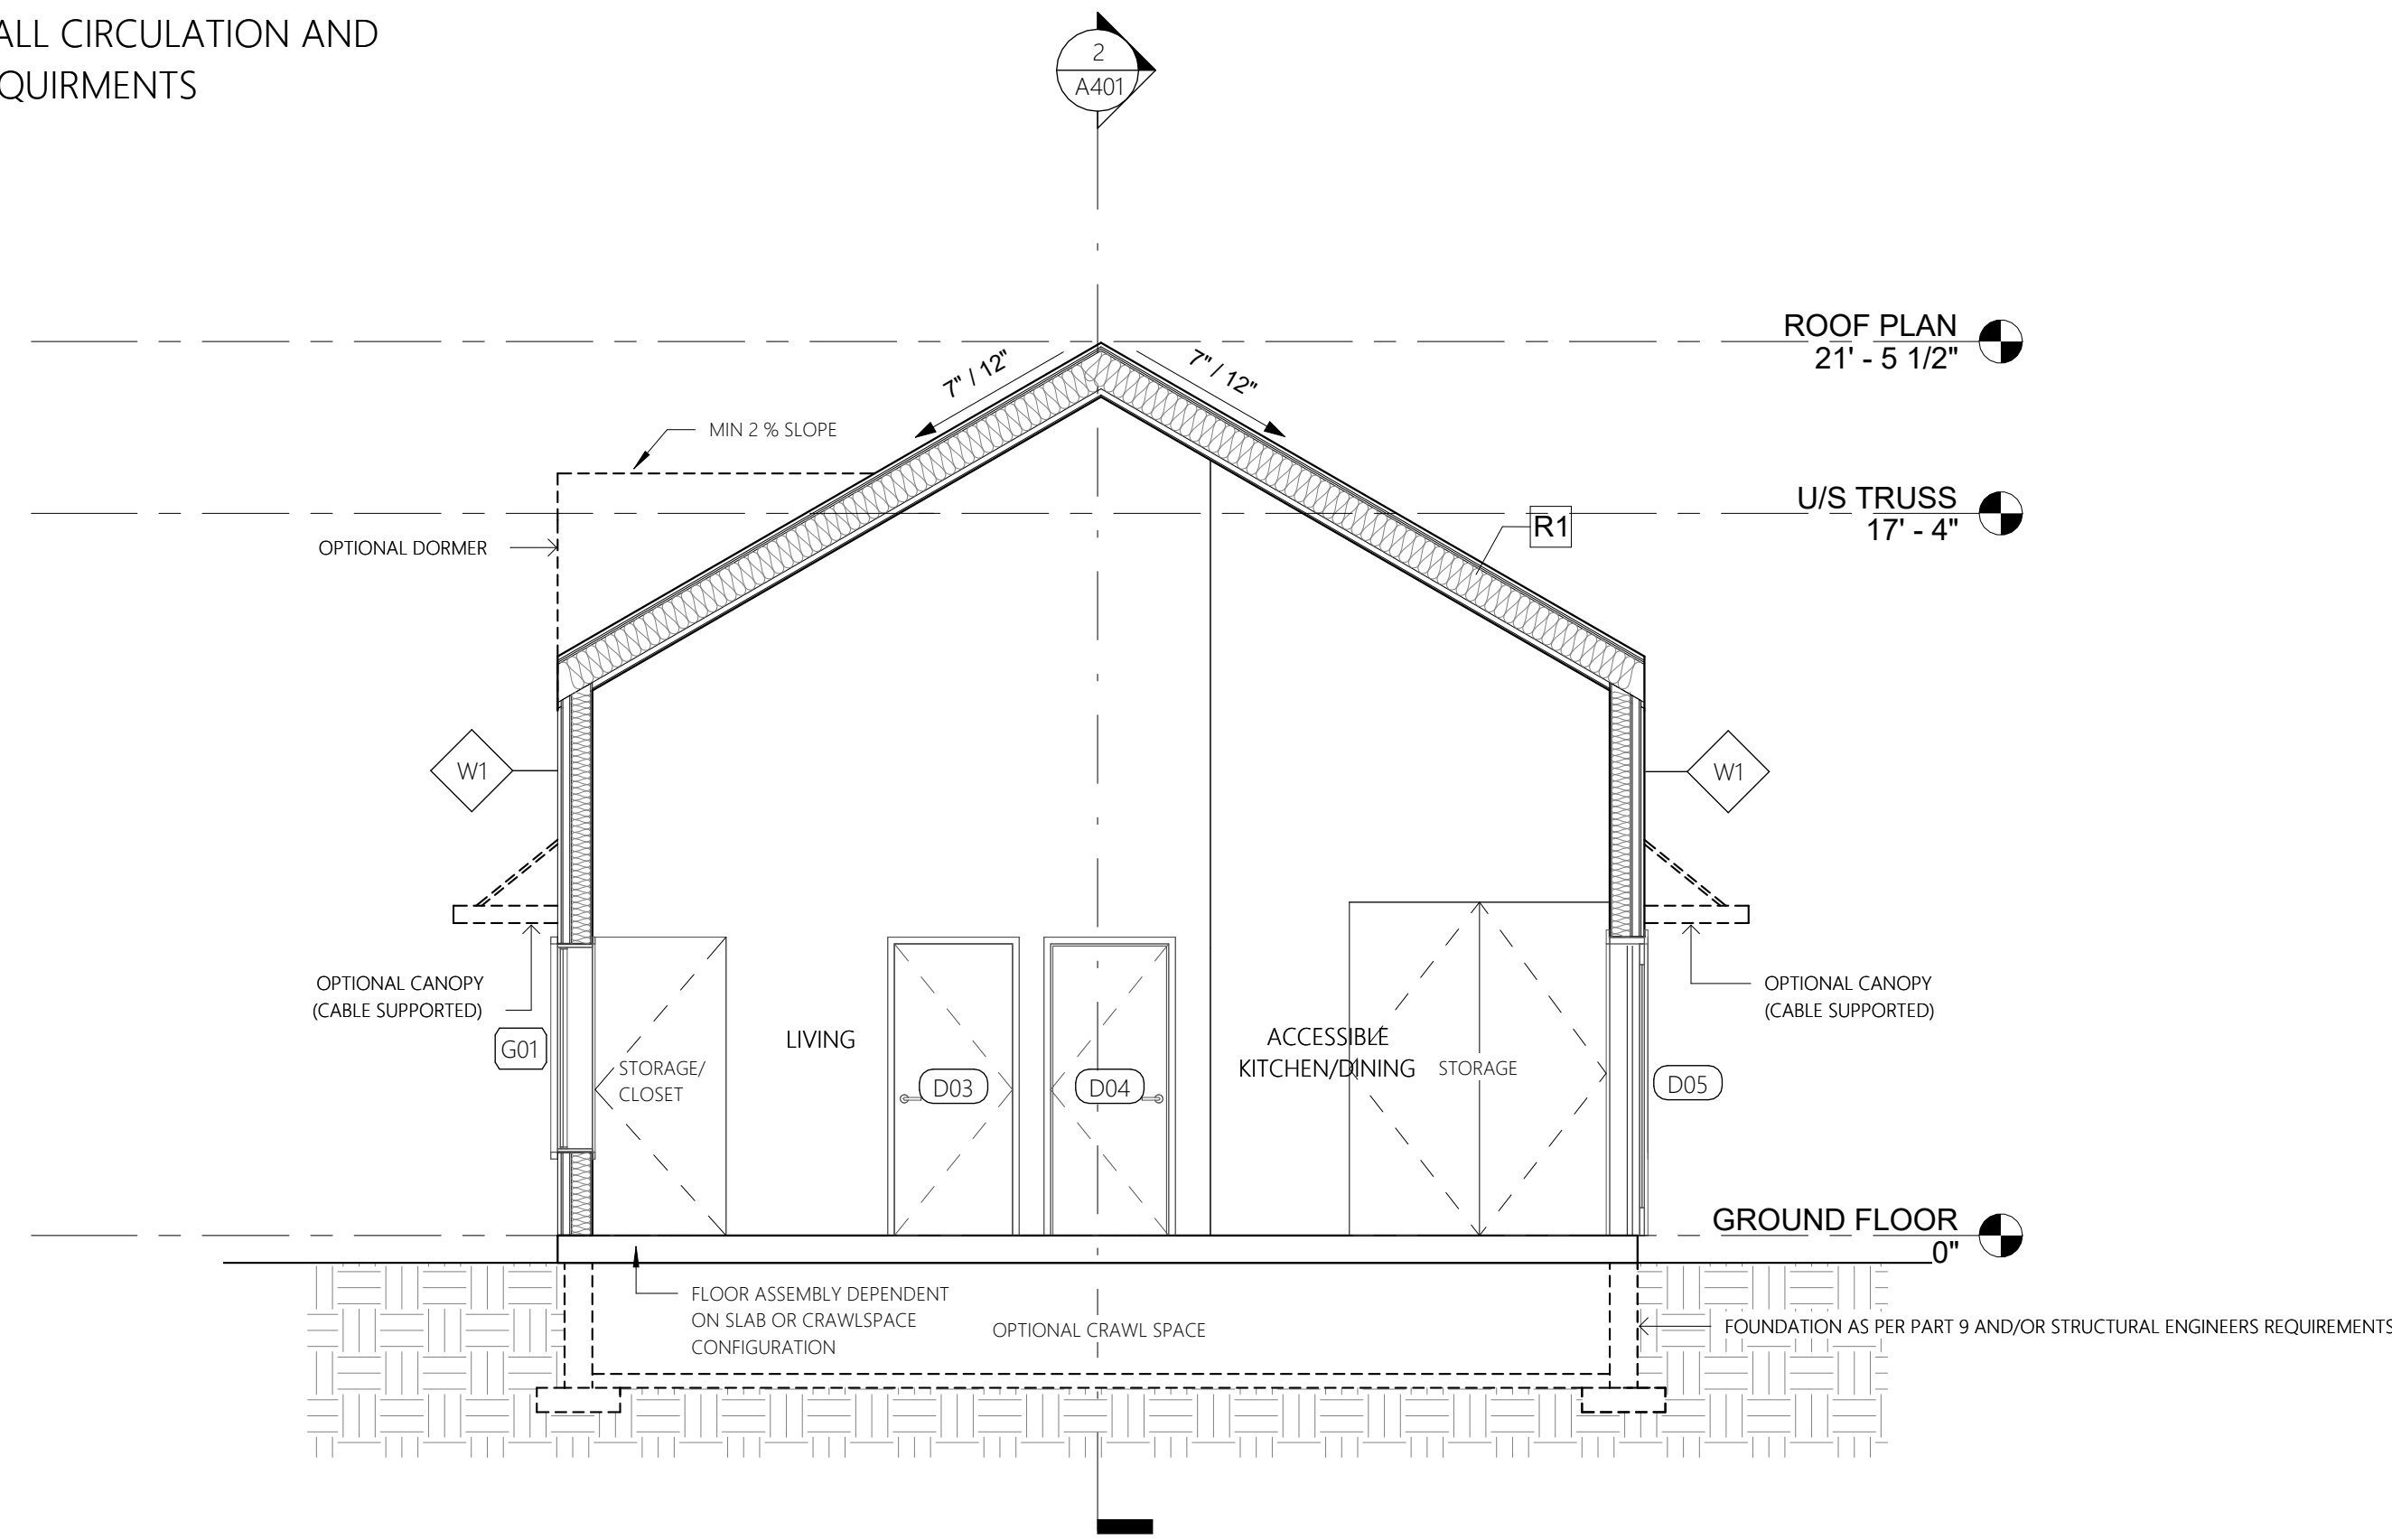 ALL CIRCULATION AND
QUIRMENTS
2
A401
ROOF PLAN
21' - 5 1/2"
7" / 12"
7" / 12"
MIN 2 % SLOPE
U/S TRUSS
17' - 4"
R1
OPTIONAL DORMER
W1
W1
OPTIONAL CANOPY
(CABLE SUPPORTED)
OPTIONAL CANOPY
(CABLE SUPPORTED)
G01
LIVING
ACCESSIBLE
KITCHEN/DINING
STORAGE/
CLOSET
STORAGE
D03
D04
D05
GROUND FLOOR
0"
FLOOR ASSEMBLY DEPENDENT
ON SLAB OR CRAWLSPACE
CONFIGURATION
OPTIONAL CRAWL SPACE
FOUNDATION AS PER PART 9 AND/OR STRUCTURAL ENGINEERS REQUIREMENTS